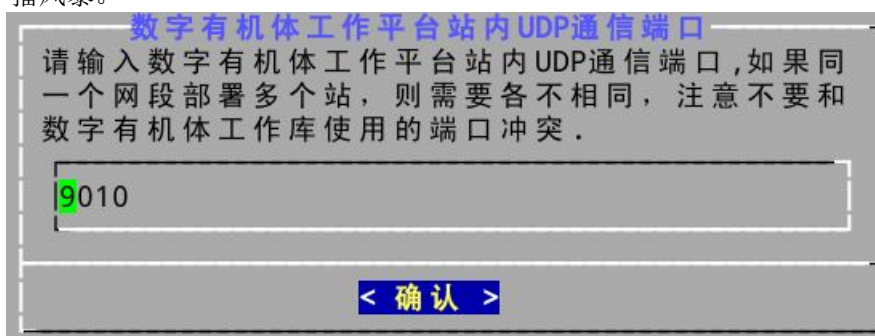 播风暴。
数字有机体工作平台站内UDP通信端口
请输入数字有机体工作平台站内UDP通信端口,如果同
一个网段部署多个站，则需要各不相同，注意不要和
数字有机体工作库使用的端口冲突.
9010
< 确认 >